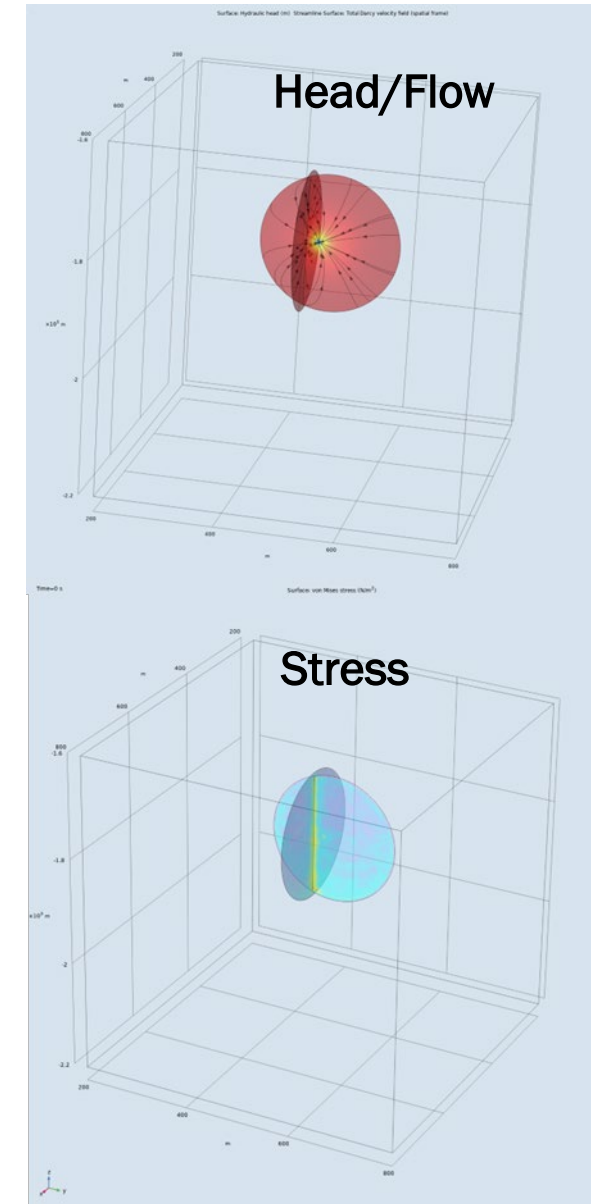 Surface: Hydraulic head (m) Streamline Surface: Total Darcy velocity field (spatial frame)
Head/Flow
200
m
400
600
800
-1.6
-1.8
×10³ m
-2
-2.2
200
400
m
600
800
Time=0 s
Surface: von Mises stress (N/m²)
Stress
200
m
400
600
800
-1.6
-1.8
×10³ m
-2
-2.2
200
400
m
600
800
z
x
y